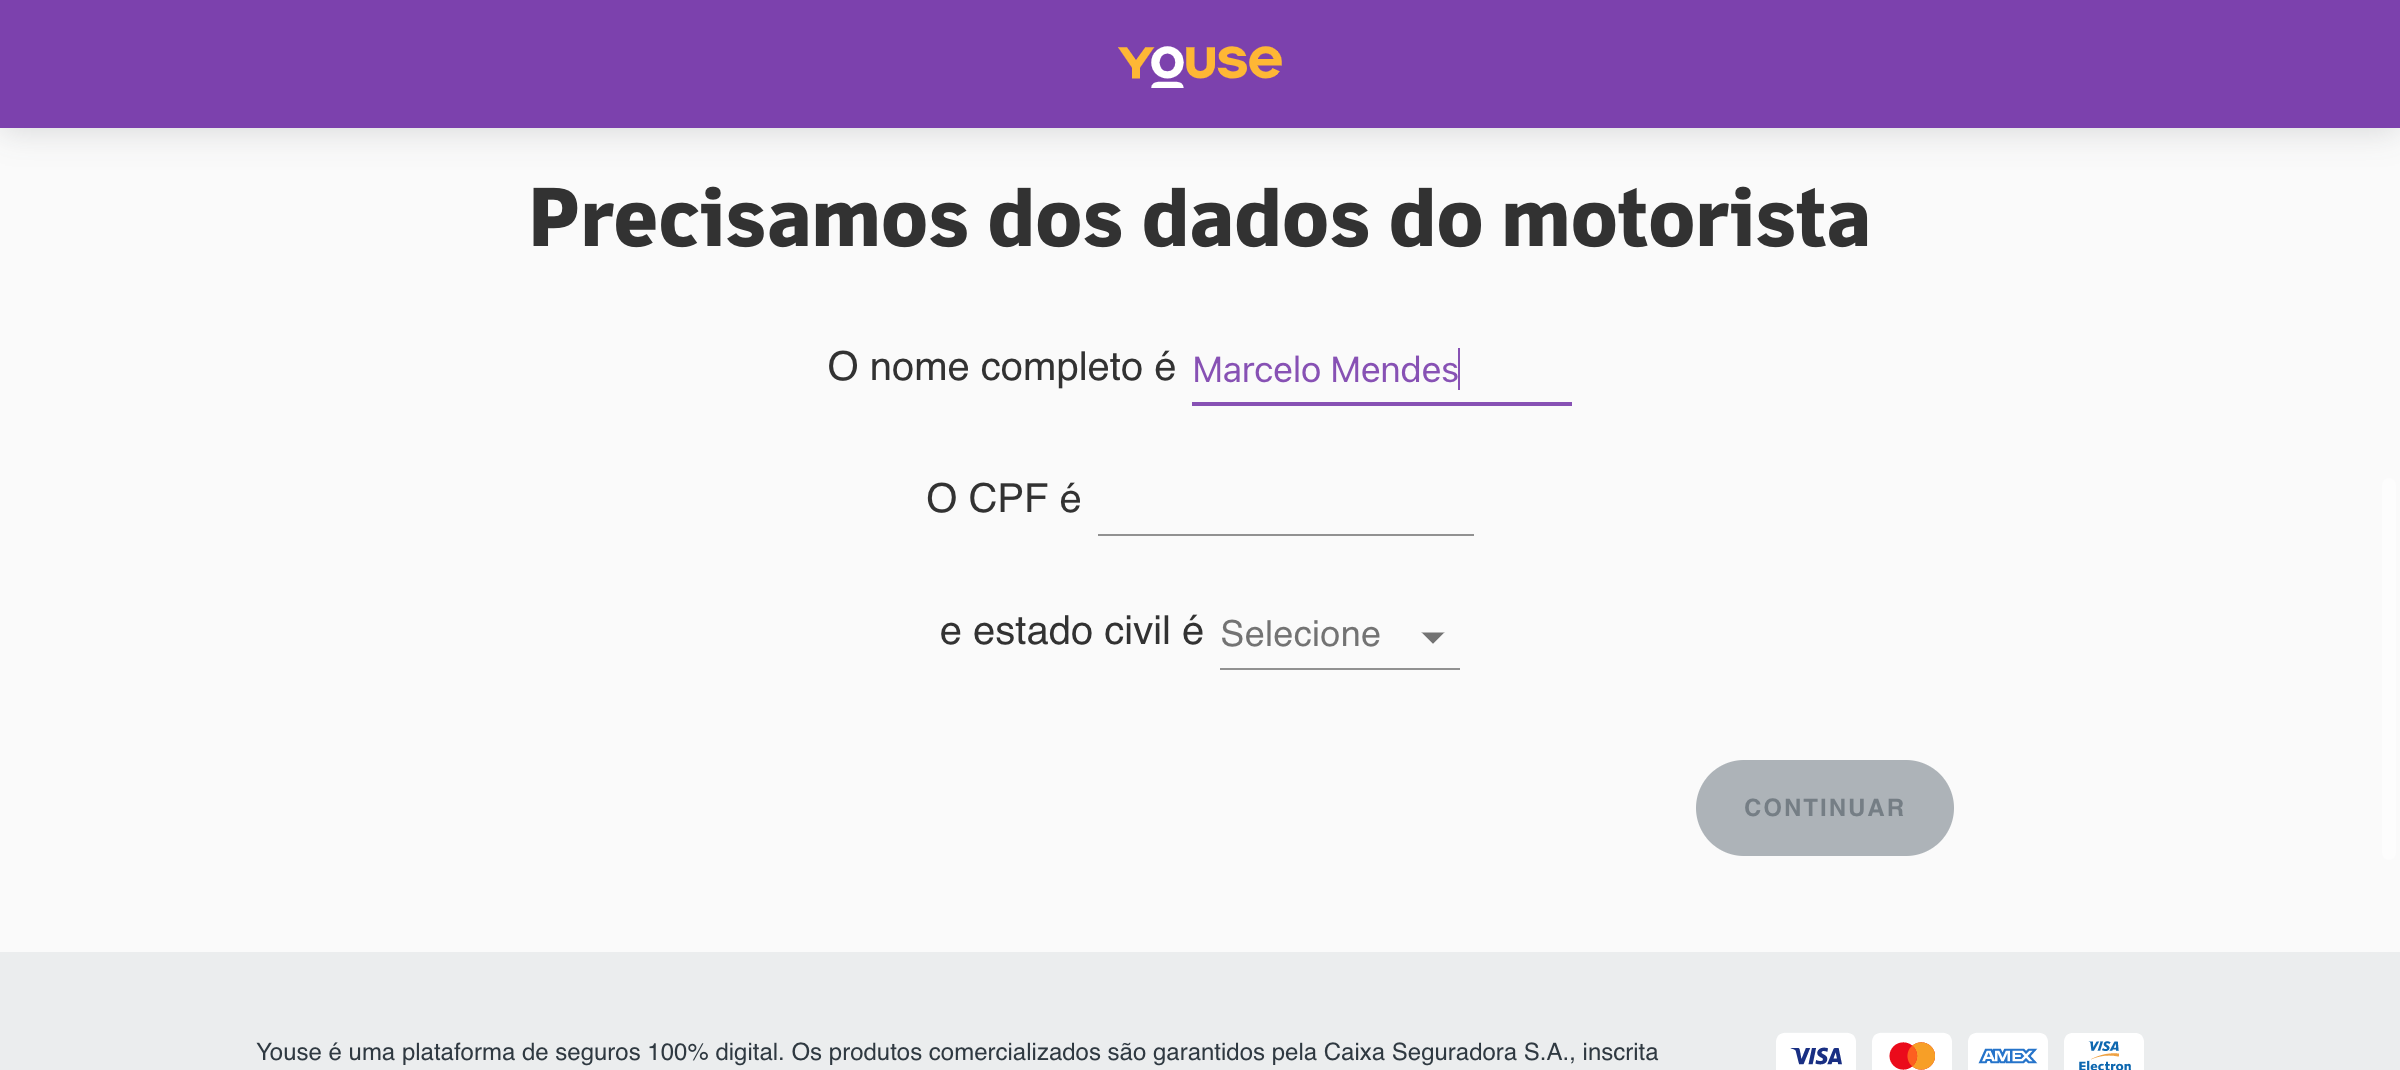 Youse
Precisamos dos dados do motorista
O nome completo é Marcelo Mendes
O CPF é
e estado civil é Selecione
CONTINUAR
Youse é uma plataforma de seguros 100% digital. Os produtos comercializados são garantidos pela Caixa Seguradora S.A., inscrita
VISA
AMEX
VISA
Electron